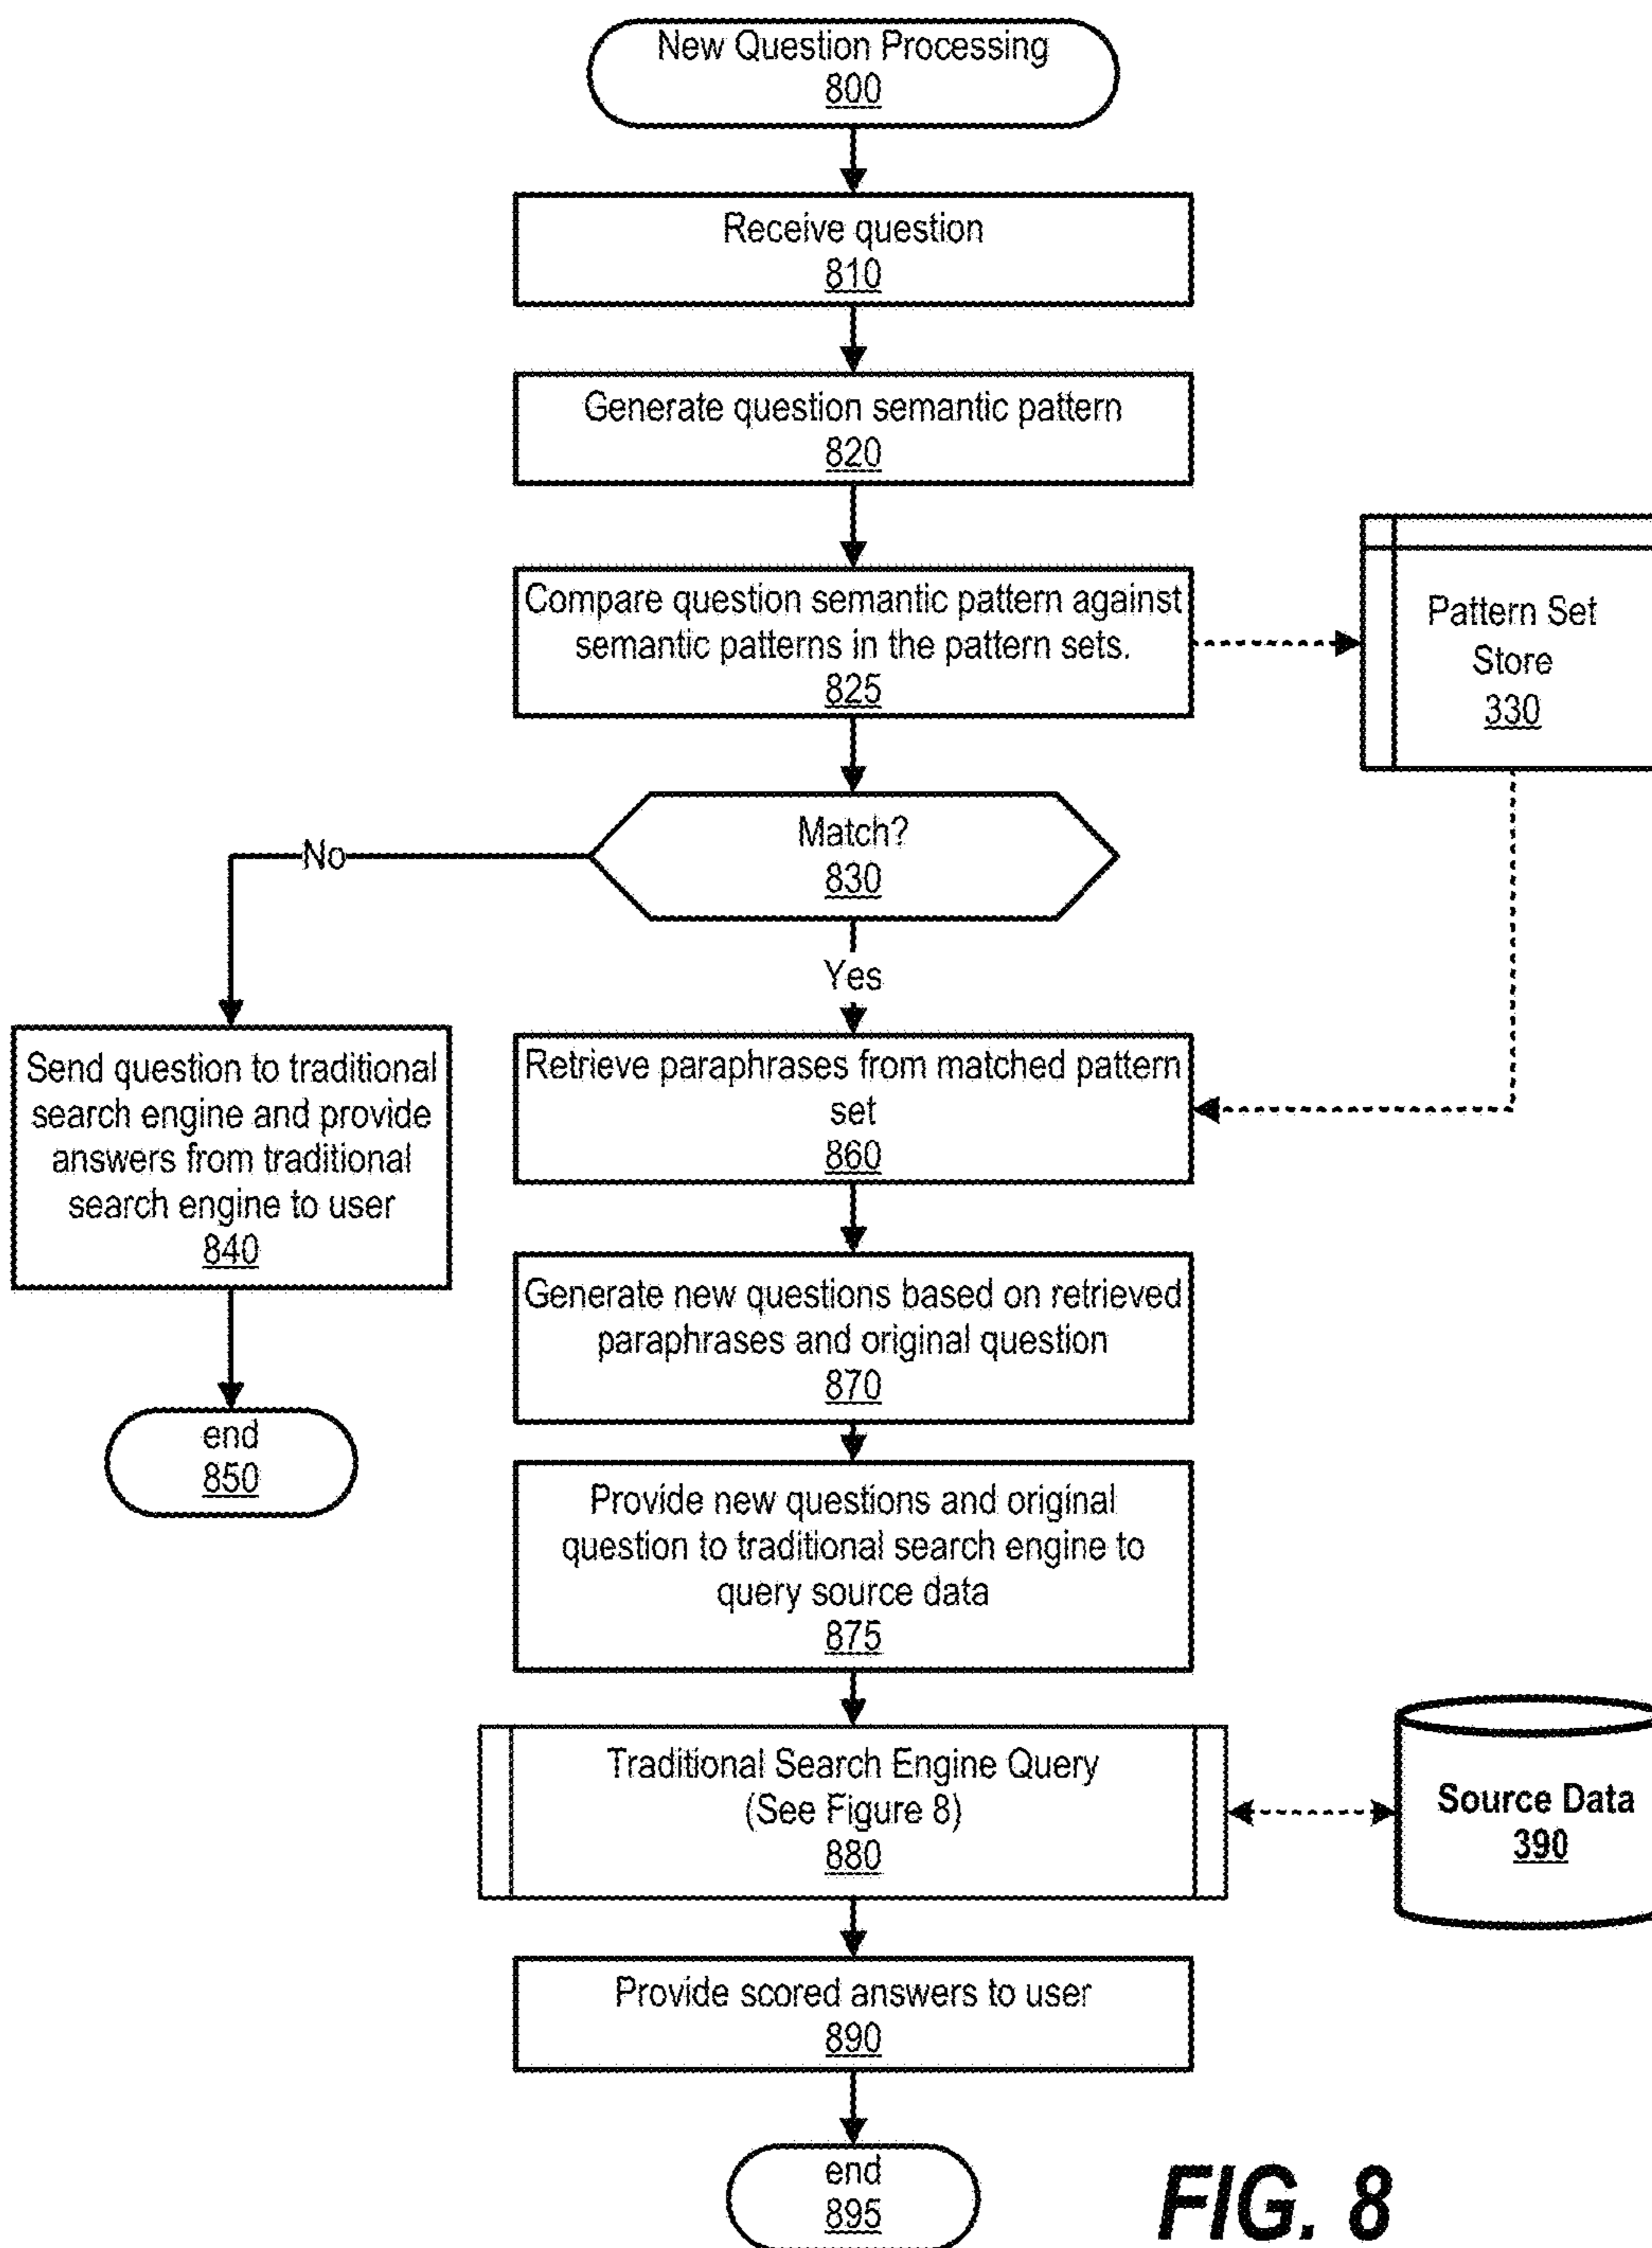 New Question Processing
800
Receive question
810
Generate question semantic pattern
820
Compare question semantic pattern against
semantic patterns in the pattern sets.
825
Pattern Set
Store
330
Match?
830
No
Yes
Send question to traditional
search engine and provide
answers from traditional
search engine to user
840
end
850
Retrieve paraphrases from matched pattern
set
860
Generate new questions based on retrieved
paraphrases and original question
870
Provide new questions and original
question to traditional search engine to
query source data
875
Traditional Search Engine Query
(See Figure 8)
880
Source Data
390
Provide scored answers to user
890
end
895
FIG. 8